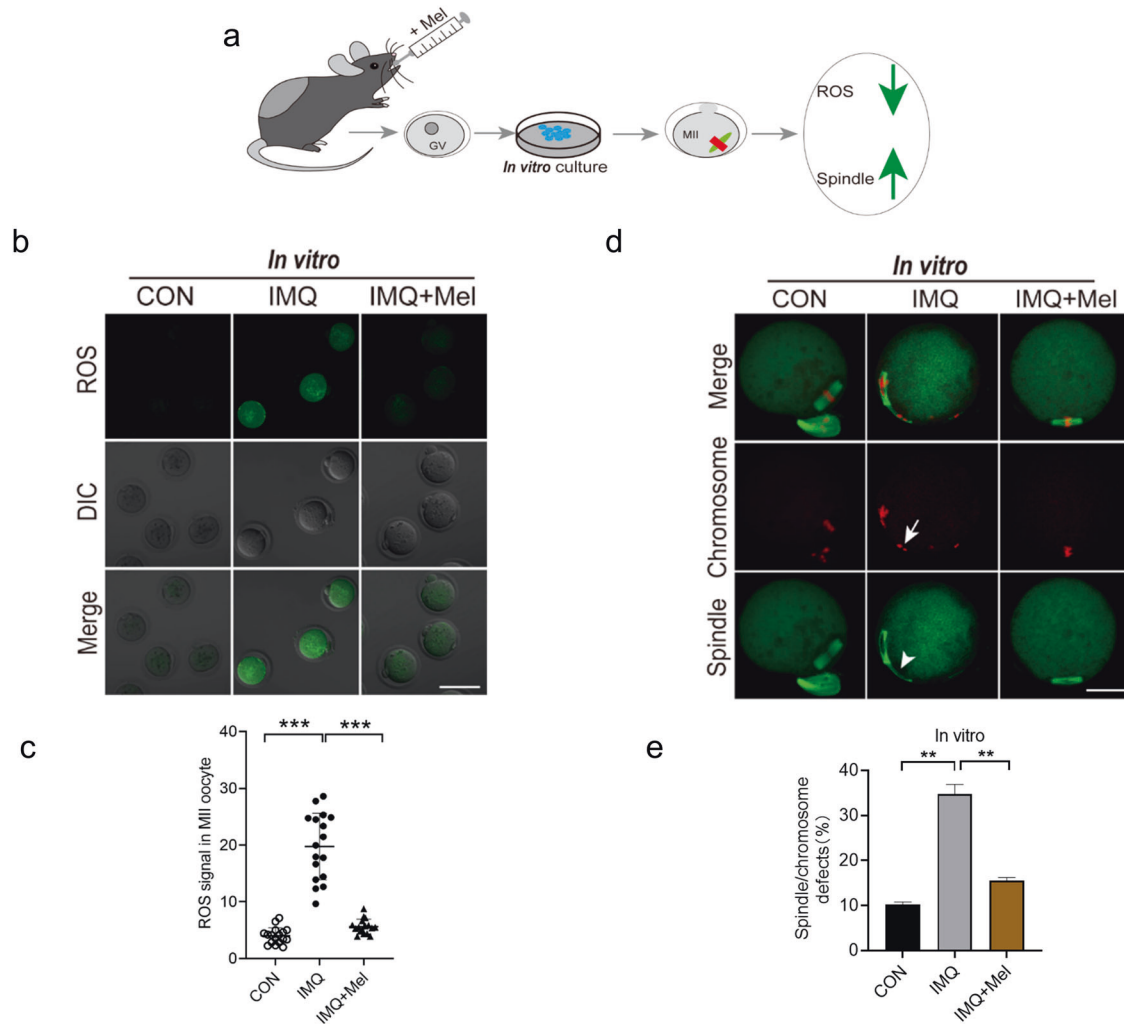 a
+ Mel
GV
In vitro culture
MII
ROS
Spindle
b
In vitro
CON IMQ IMQ+Mel
ROS
DIC
Merge
d
In vitro
CON IMQ IMQ+Mel
Merge
Chromosome
Spindle
c
ROS signal in MII oocyte
40
30
20
10
0
*** ***
CON IMQ IMQ+Mel
e
In vitro
Spindle/chromosome
defects(%)
40
30
20
10
0
** **
CON IMQ IMQ+Mel